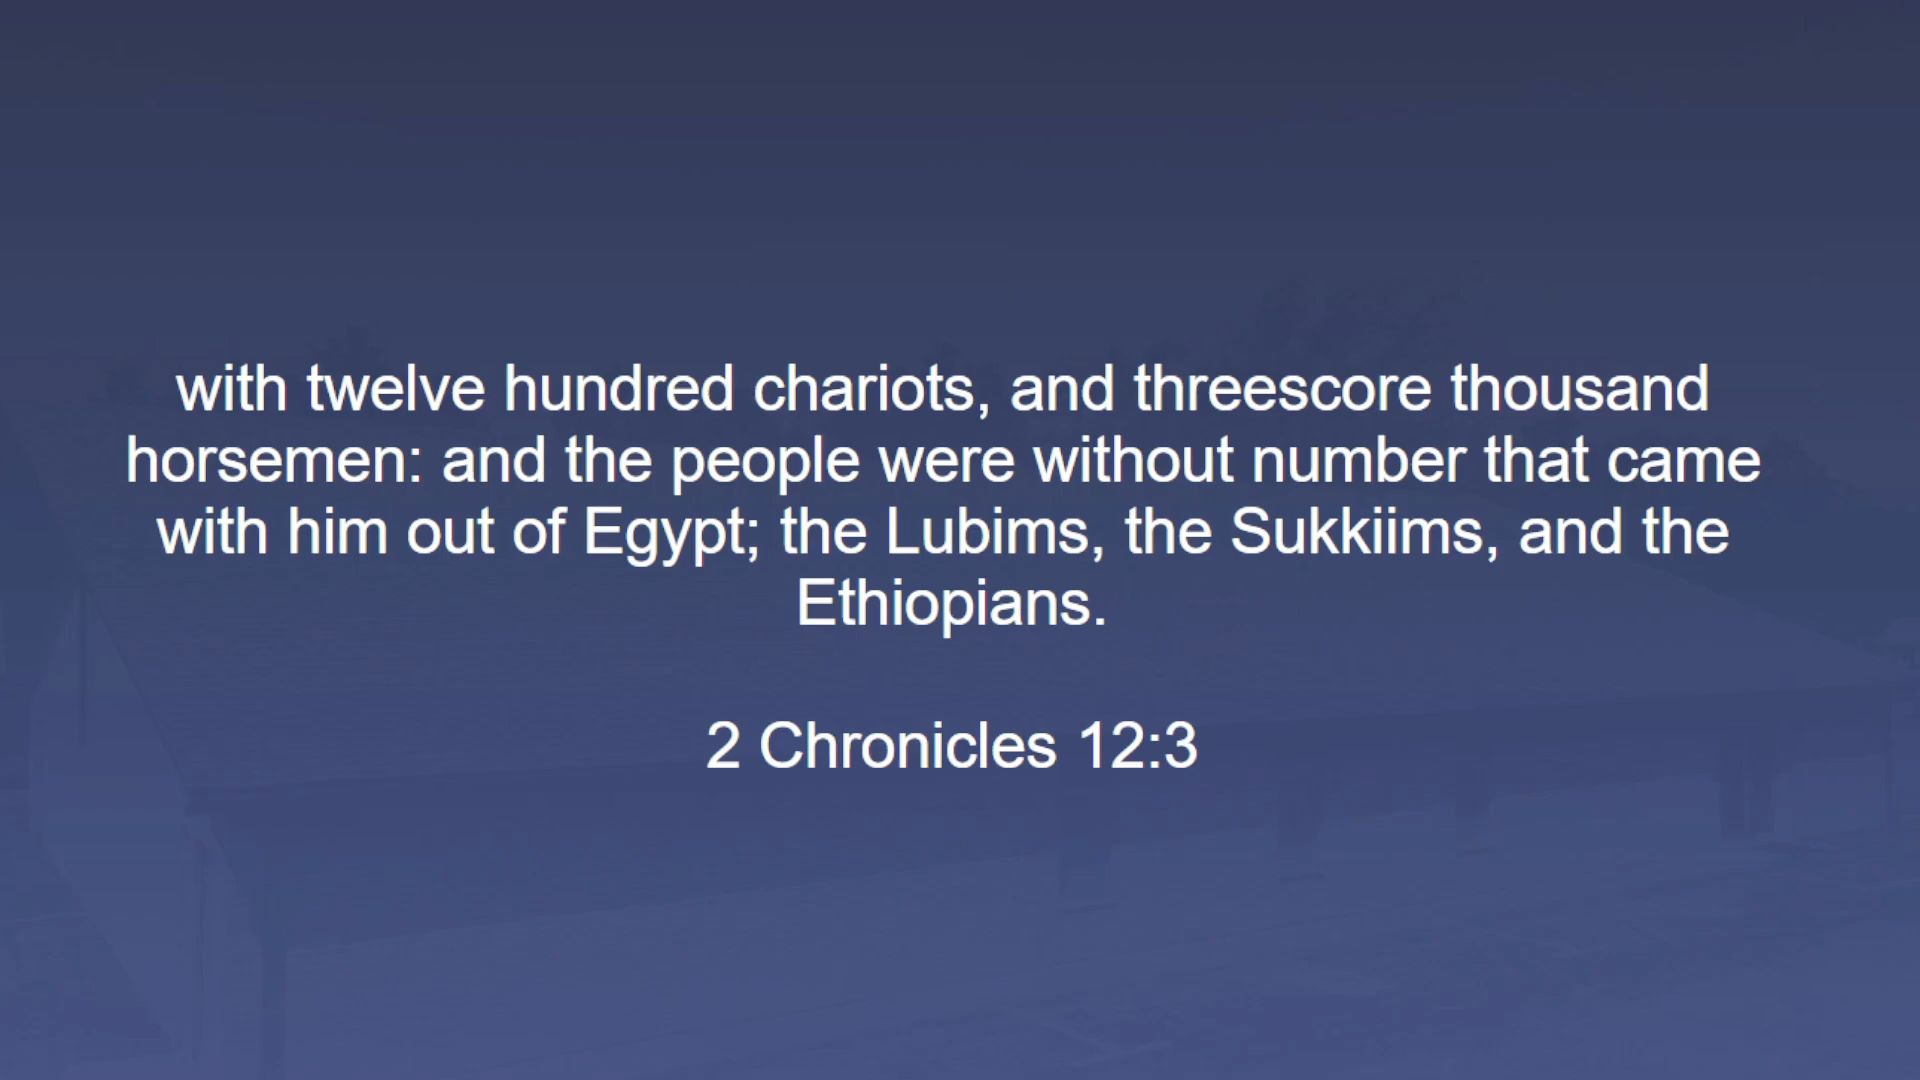 with twelve hundred chariots, and threescore thousand
horsemen: and the people were without number that came
with him out of Egypt; the Lubims, the Sukkiims, and the
Ethiopians.
2 Chronicles 12:3